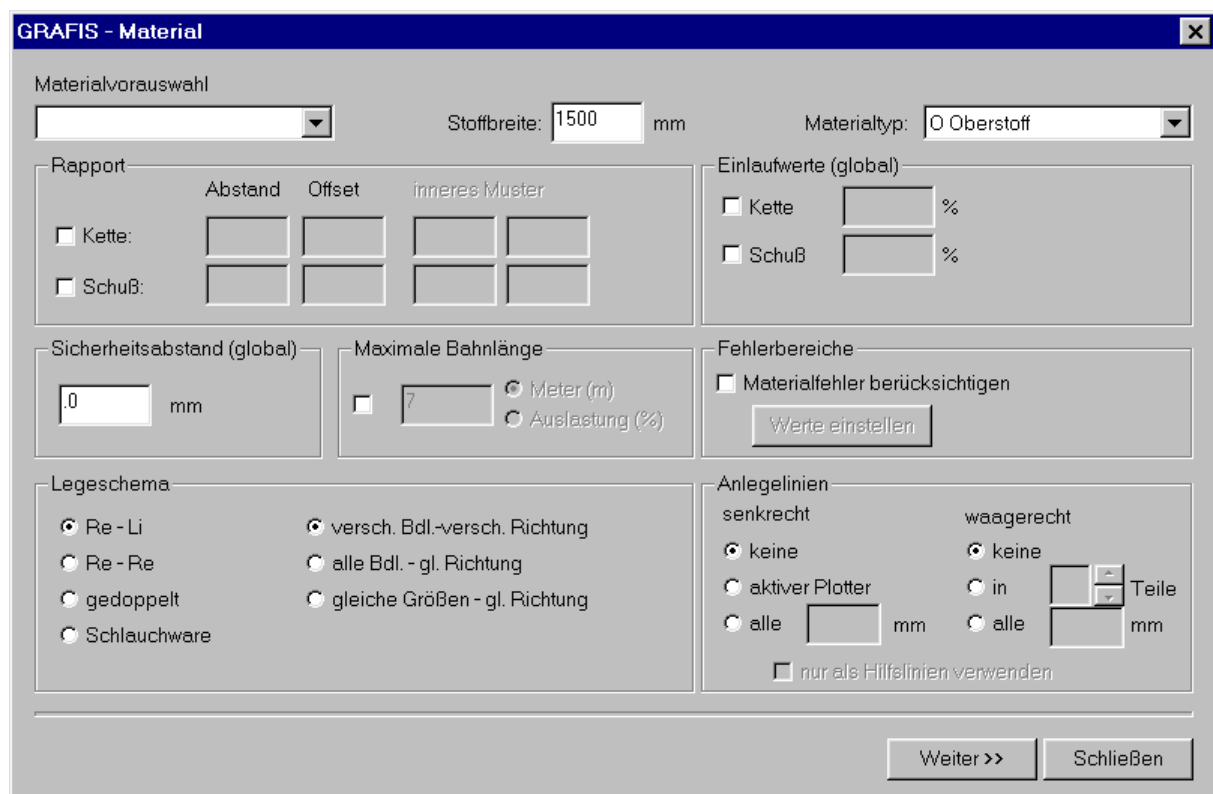 GRAFIS - Material
Materialvorauswahl
Stoffbreite: 1500 mm Materialtyp: O Oberstoff
Rapport
Abstand Offset inneres Muster
Kette:
Schuß:
Einlaufwerte (global)
Kette %
Schuß %
Sicherheitsabstand (global)
.0 mm
Maximale Bahnlänge
7 Meter (m)
Auslastung (%)
Fehlerbereiche
Materialfehler berücksichtigen
Werte einstellen
Legeschema
Re - Li versch. Bdl.-versch. Richtung
Re - Re alle Bdl. - gl. Richtung
gedoppelt gleiche Größen - gl. Richtung
Schlauchware
Anlegelinien
senkrecht waagerecht
keine keine
aktiver Plotter in Teile
alle mm alle mm
nur als Hilfslinien verwenden
Weiter >> Schließen